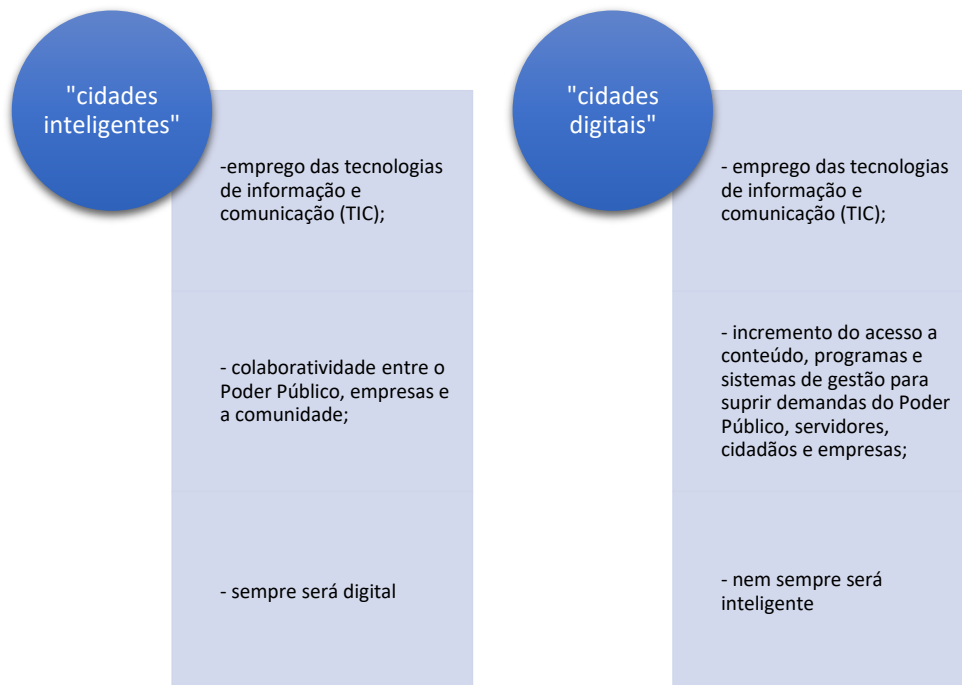 "cidades
inteligentes"
-emprego das tecnologias
de informação e
comunicação (TIC);
- colaboratividade entre o
Poder Público, empresas e
a comunidade;
- sempre será digital
"cidades
digitais"
- emprego das tecnologias
de informação e
comunicação (TIC);
- incremento do acesso a
conteúdo, programas e
sistemas de gestão para
suprir demandas do Poder
Público, servidores,
cidadãos e empresas;
- nem sempre será
inteligente